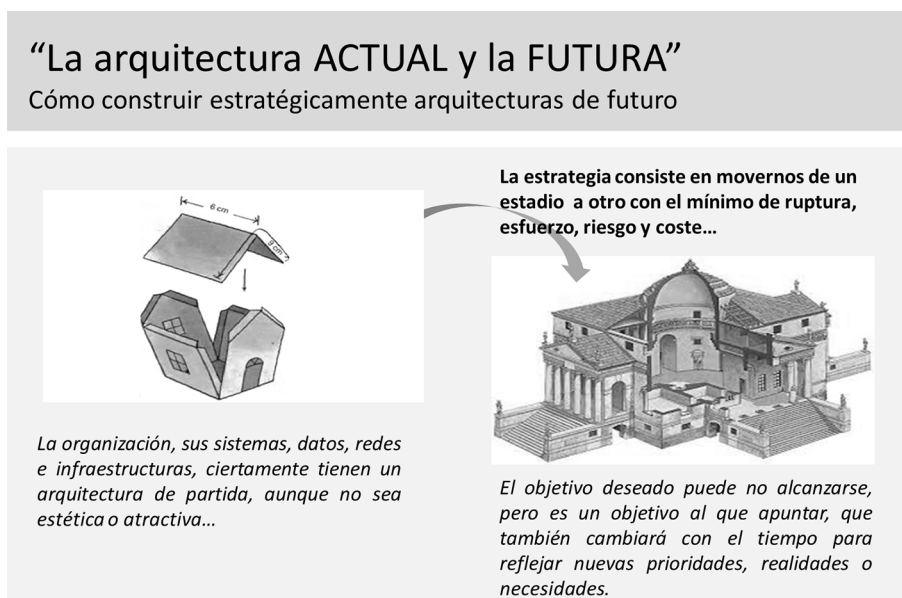 “La arquitectura ACTUAL y la FUTURA”
Cómo construir estratégicamente arquitecturas de futuro
La estrategia consiste en movernos de un
estadio a otro con el mínimo de ruptura,
esfuerzo, riesgo y coste…
6 cm
9 cm
La organización, sus sistemas, datos, redes
e infraestructuras, ciertamente tienen un
arquitectura de partida, aunque no sea
estética o atractiva…
El objetivo deseado puede no alcanzarse,
pero es un objetivo al que apuntar, que
también cambiará con el tiempo para
reflejar nuevas prioridades, realidades o
necesidades.